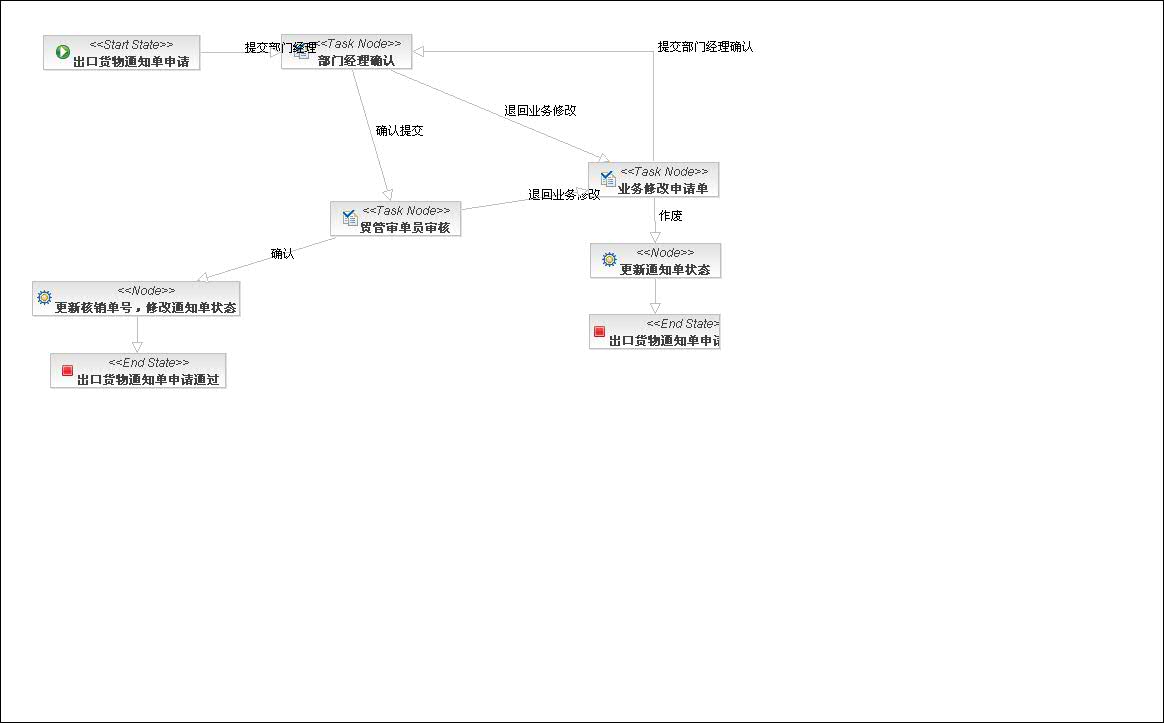 <<Start State>>
出口货物通知单申请
提交部门经理
<<Task Node>>
部门经理确认
提交部门经理确认
退回业务修改
确认提交
<<Task Node>>
业务修改申请单
退回业务修改
<<Task Node>>
贸管审单员审核
作废
确认
<<Node>>
更新通知单状态
<<Node>>
更新核销单号，修改通知单状态
<<End State>
出口货物通知单申
<<End State>>
出口货物通知单申请通过